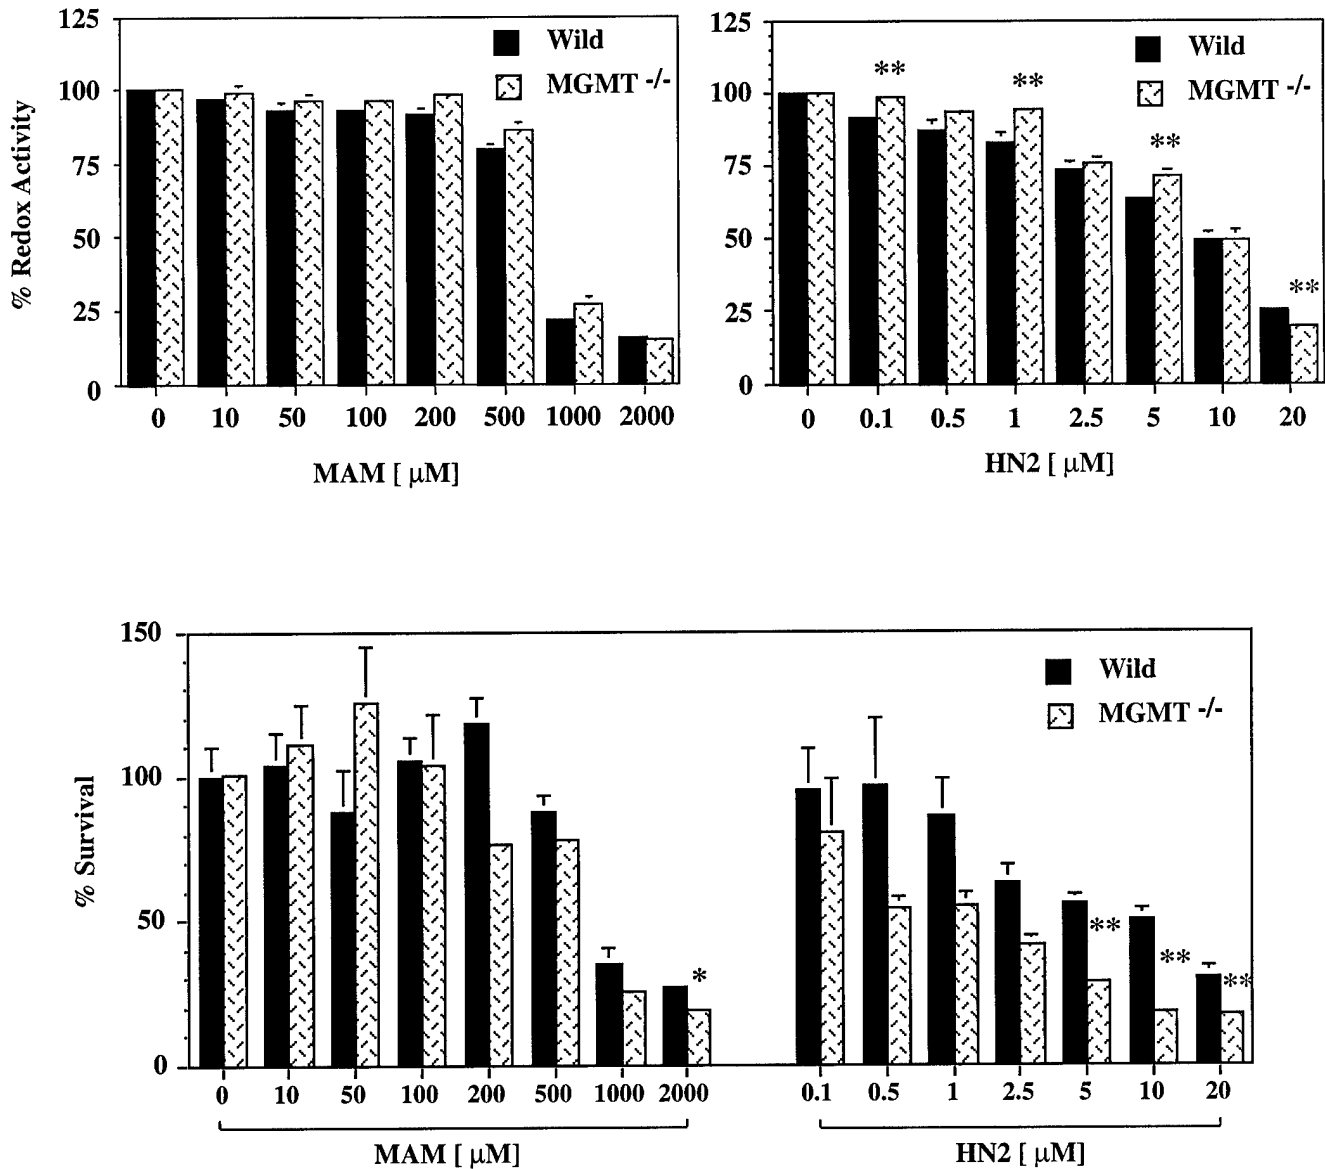 125
100
75
50
25
0
% Redox Activity
Wild
MGMT -/-
0 10 50 100 200 500 1000 2000
MAM [ μM]
125
100
75
50
25
0
Wild
MGMT -/-
**
**
**
**
0 0.1 0.5 1 2.5 5 10 20
HN2 [ μM]
150
100
50
0
% Survival
Wild
MGMT -/-
*
**
**
**
0 10 50 100 200 500 1000 2000 0.1 0.5 1 2.5 5 10 20
MAM [ μM] HN2 [ μM]